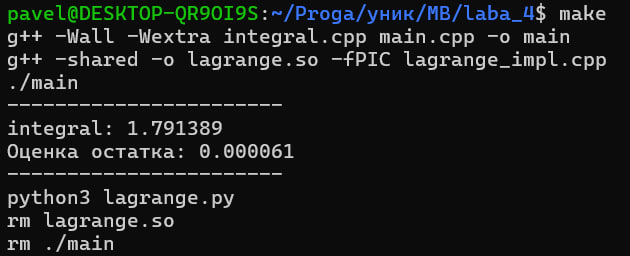 pavel@DESKTOP-QR9OI9S:~/Proga/уник/МВ/laba_4$ make
g++ -Wall -Wextra integral.cpp main.cpp -o main
g++ -shared -o lagrange.so -fPIC lagrange_impl.cpp
./main
-----------------------
integral: 1.791389
Оценка остатка: 0.000061
-----------------------
python3 lagrange.py
rm lagrange.so
rm ./main